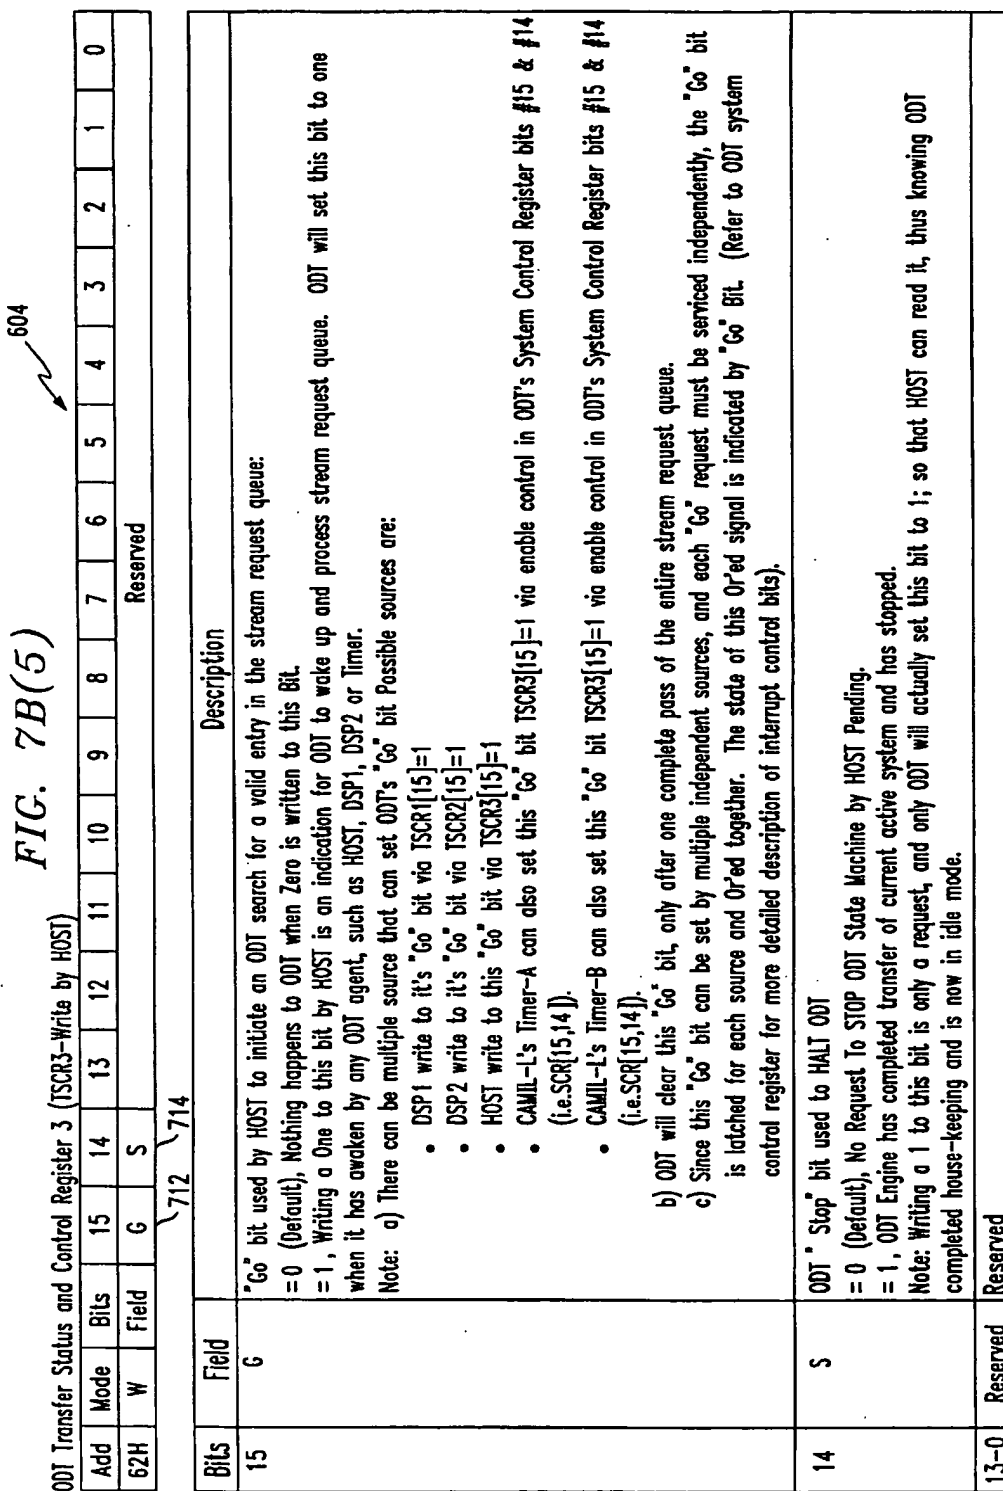 FIG. 7B(5)
604
ODT Transfer Status and Control Register 3 (TSCR3-Write by HOST)
Add Mode Bits 15 14 13 12 11 10 9 8 7 6 5 4 3 2 1 0
62H W Field G S Reserved
712 714
Bits Field Description
15 G "Go" bit used by HOST to initiate an ODT search for a valid entry in the stream request queue:
=0 (Default), Nothing happens to ODT when Zero is written to this Bit.
=1, Writing a One to this bit by HOST is an indication for ODT to wake up and process stream request queue. ODT will set this bit to one
when it has awaken by any ODT agent, such as HOST, DSP1, DSP2 or Timer.
Note: a) There can be multiple source that can set ODT's "Go" bit Possible sources are:
• DSP1 write to it's "Go" bit via TSCR1[15]=1
• DSP2 write to it's "Go" bit via TSCR2[15]=1
• HOST write to this "Go" bit via TSCR3[15]=1
• CAMIL-L's Timer-A can also set this "Go" bit TSCR3[15]=1 via enable control in ODT's System Control Register bits #15 & #14
(i.e.SCR[15,14]).
• CAMIL-L's Timer-B can also set this "Go" bit TSCR3[15]=1 via enable control in ODT's System Control Register bits #15 & #14
(i.e.SCR[15,14]).
b) ODT will clear this "Go" bit, only after one complete pass of the entire stream request queue.
c) Since this "Go" bit can be set by multiple independent sources, and each "Go" request must be serviced independently, the "Go" bit
is latched for each source and Or'ed together. The state of this Or'ed signal is indicated by "Go" Bit. (Refer to ODT system
control register for more detailed description of interrupt control bits).
14 S ODT " Stop" bit used to HALT ODT
= 0 (Default), No Request To STOP ODT State Machine by HOST Pending.
= 1, ODT Engine has completed transfer of current active system and has stopped.
Note: Writing a 1 to this bit is only a request, and only ODT will actually set this bit to 1; so that HOST can read it, thus knowing ODT
completed house-keeping and is now in idle mode.
13-0 Reserved Reserved